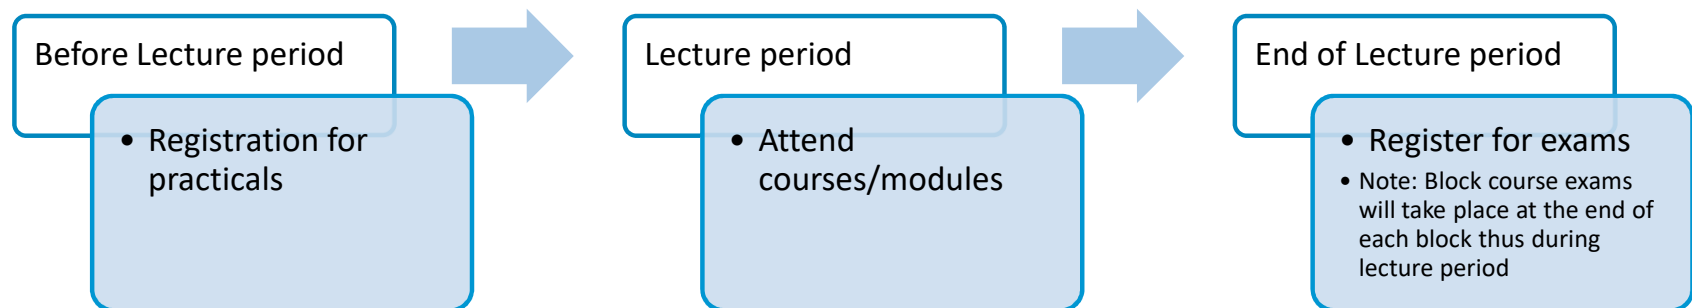 Before Lecture period
• Registration for
practicals
Lecture period
• Attend
courses/modules
End of Lecture period
• Register for exams
• Note: Block course exams
will take place at the end of
each block thus during
lecture period